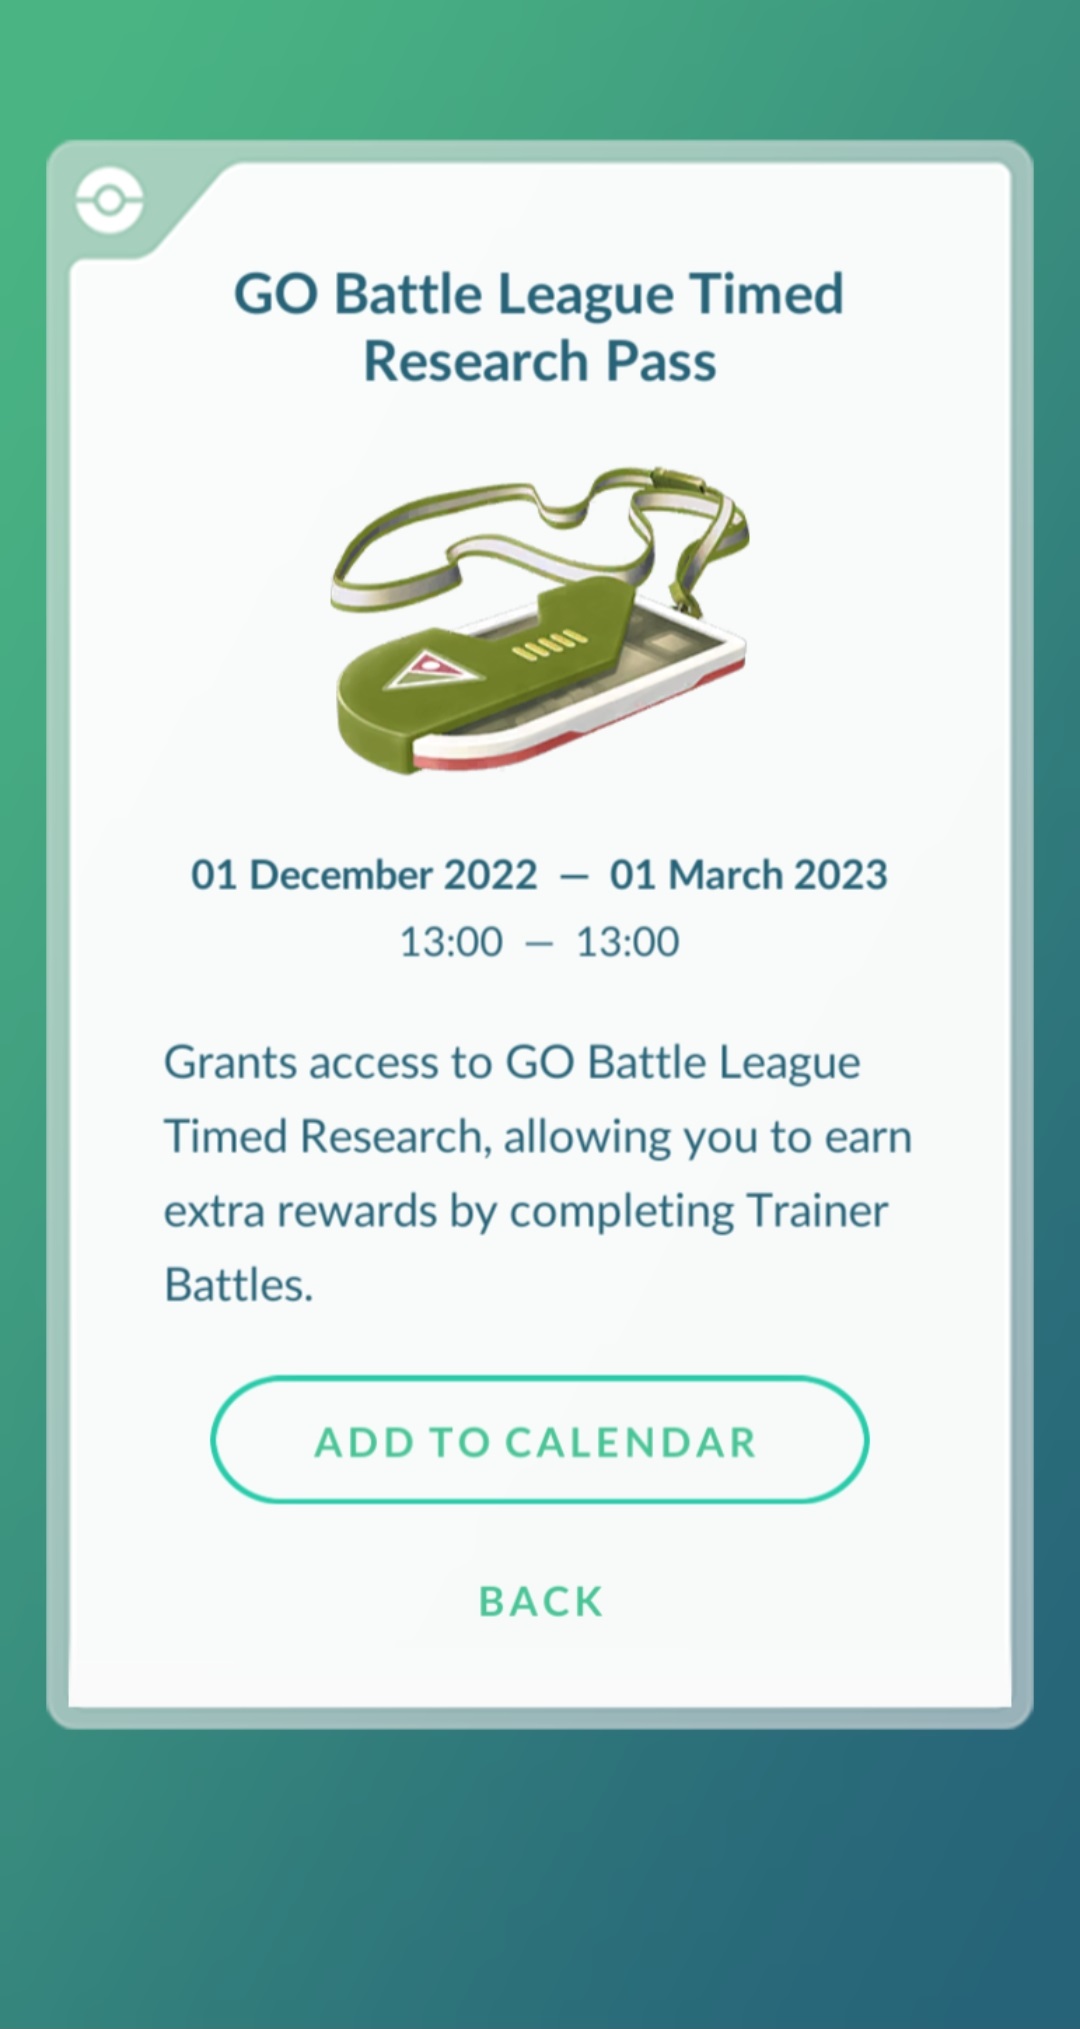 GO Battle League Timed
Research Pass
01 December 2022 — 01 March 2023
13:00 — 13:00
Grants access to GO Battle League
Timed Research, allowing you to earn
extra rewards by completing Trainer
Battles.
ADD TO CALENDAR
BACK